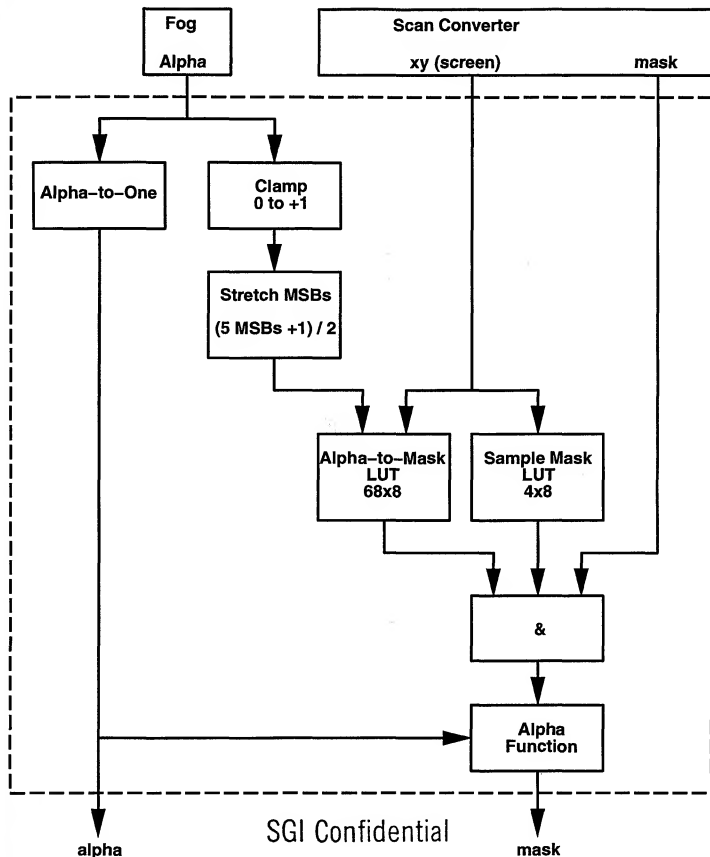 Fog
Alpha
Scan Converter
xy (screen)
mask
Alpha-to-One
Clamp
0 to +1
Stretch MSBs
(5 MSBs +1) / 2
Alpha-to-Mask
LUT
68x8
Sample Mask
LUT
4x8
&
Alpha
Function
alpha
SGI Confidential
mask